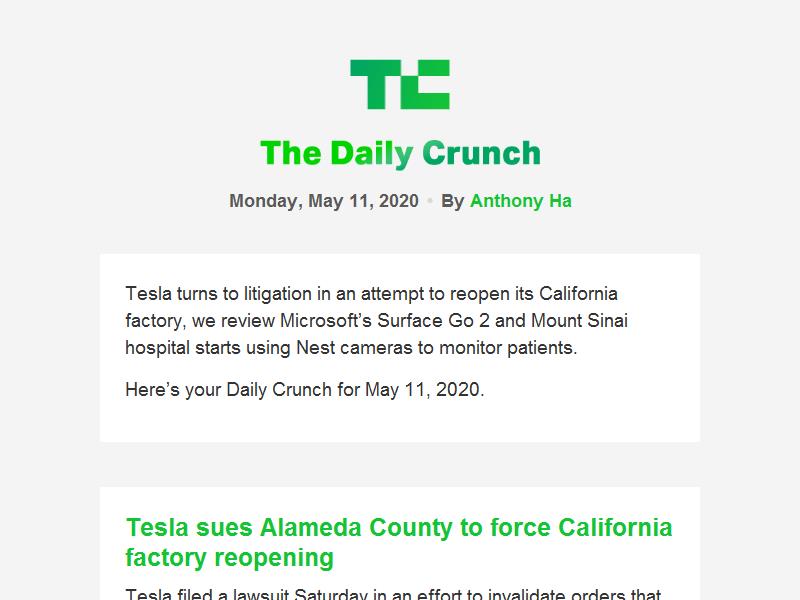 TC
The Daily Crunch
Monday, May 11, 2020 • By Anthony Ha
Tesla turns to litigation in an attempt to reopen its California
factory, we review Microsoft’s Surface Go 2 and Mount Sinai
hospital starts using Nest cameras to monitor patients.
Here’s your Daily Crunch for May 11, 2020.
Tesla sues Alameda County to force California
factory reopening
Tesla filed a lawsuit Saturday in an effort to invalidate orders that